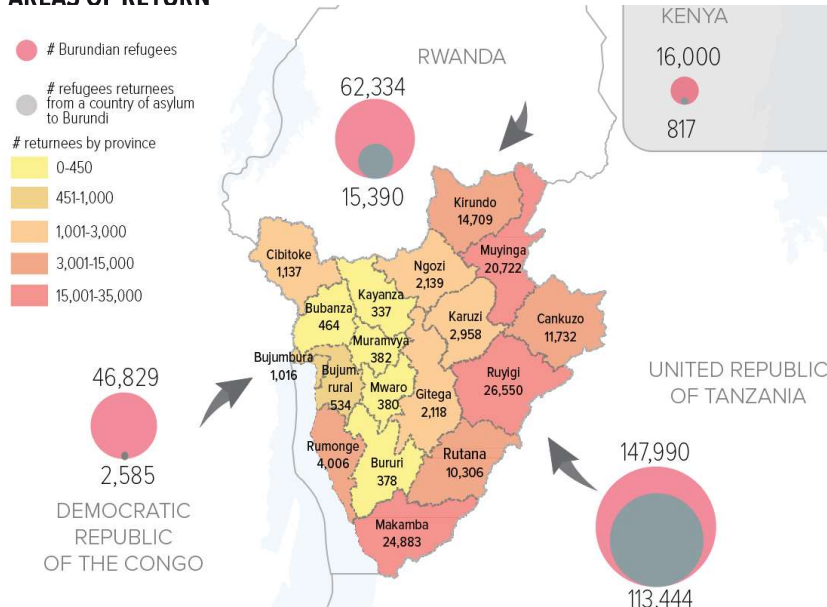 AREAS OF RETURN
# Burundian refugees
# refugees returnees
from a country of asylum
to Burundi
# returnees by province
0-450
451-1,000
1,001-3,000
3,001-15,000
15,001-35,000
RWANDA
62,334
15,390
KENYA
16,000
817
Kirundo
14,709
Muyinga
20,722
Cibitoke
1,137
Ngozi
2,139
Kayanza
337
Bubanza
464
Karuzi
2,958
Cankuzo
11,732
Muramvya
382
Bujumbura
1,016
Bujum.
rural
534
Mwaro
380
Gitega
2,118
Ruyigi
26,550
Rumonge
4,006
Bururi
378
Rutana
10,306
Makamba
24,883
46,829
2,585
DEMOCRATIC
REPUBLIC
OF THE CONGO
UNITED REPUBLIC
OF TANZANIA
147,990
113,444